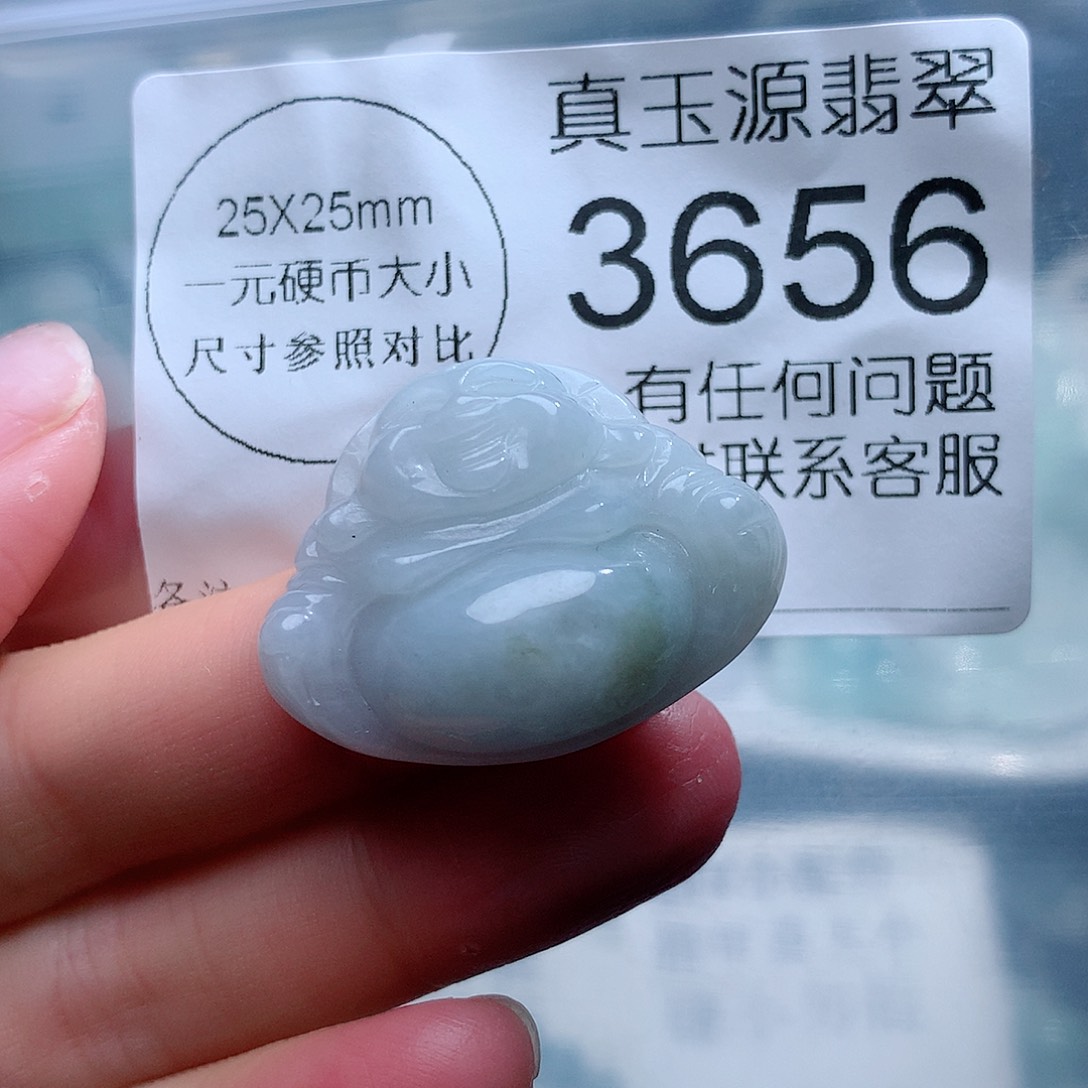 25X25mm
一元硬币大小
尺寸参照对比
真玉源翡翠
3656
有任何问题
联系客服